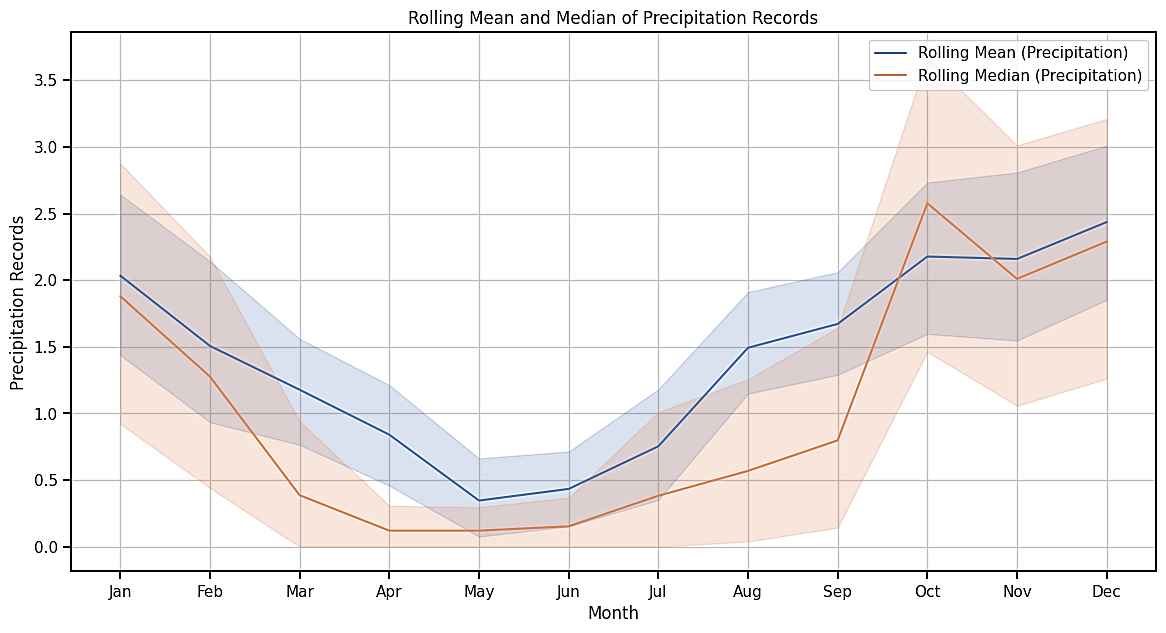 Rolling Mean and Median of Precipitation Records
Rolling Mean (Precipitation)
Rolling Median (Precipitation)
Precipitation Records
3.5
3.0
2.5
2.0
1.5
1.0
0.5
0.0
Jan Feb Mar Apr May Jun Jul Aug Sep Oct Nov Dec
Month